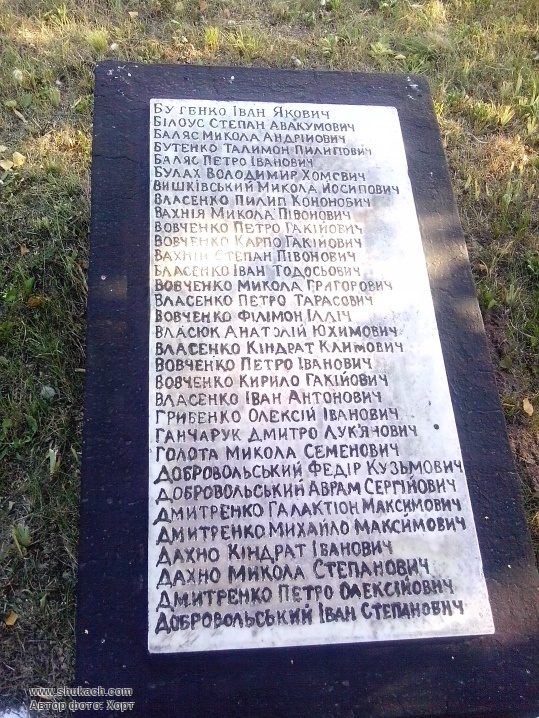 БУТЕНКО ІВАН ЯКОВИЧ
БІЛОУС СТЕПАН АВАКУМОВИЧ
БАЛЯС МИКОЛА АНДРІЙОВИЧ
БУТЕНКО ТАЛИМОН ПИЛИПОВИЧ
БАЛЯС ПЕТРО ІВАНОВИЧ
БУЛАХ ВОЛОДИМИР ХОМЄВИЧ
ВИШКІВСЬКИЙ МИКОЛА ЙОСИПОВИЧ
ВЛАСЕНКО ПИЛИП КОНОНОВИЧ
ВАХНІЯ МИКОЛА ПІВОНОВИЧ
ВОВЧЕНКО ПЕТРО ГАКІЙОВИЧ
ВОВЧЕНКО КАРПО ГАКІЙОВИЧ
ВАХНІЯ СТЕПАН ПІВОНОВИЧ
ВЛАСЕНКО ІВАН ТОДОСЬОВИЧ
ВОВЧЕНКО МИКОЛА ГРИГОРОВИЧ
ВЛАСЕНКО ПЕТРО ТАРАСОВИЧ
ВОВЧЕНКО ФІЛІМОН ІЛЛІЧ
ВЛАСЮК АНАТОЛІЙ ЮХИМОВИЧ
ВЛАСЕНКО КІНДРАТ КЛИМОВИЧ
ВОВЧЕНКО ПЕТРО ІВАНОВИЧ
ВОВЧЕНКО КИРИЛО ГАКІЙОВИЧ
ВЛАСЕНКО ІВАН АНТОНОВИЧ
ГРИБЕНКО ОЛЕКСІЙ ІВАНОВИЧ
ГАНЧАРУК ДМИТРО ЛУК'ЯЧОВИЧ
ГОЛОТА МИКОЛА СЕМЕНОВИЧ
ДОБРОВОЛЬСЬКИЙ ФЕДІР КУЗЬМОВИЧ
ДОБРОВОЛЬСЬКИЙ АВРАМ СЕРГІЙОВИЧ
ДМИТРЕНКО ГАЛАКТІОН МАКСИМОВИЧ
ДМИТРЕНКО МИХАЙЛО МАКСИМОВИЧ
ДАХНО КІНДРАТ ІВАНОВИЧ
ДАХНО МИКОЛА СТЕПАНОВИЧ
ДМИТРЕНКО ПЕТРО ОЛЕКСІЙОВИЧ
ДОБРОВОЛЬСЬКИЙ ІВАН СТЕПАНОВИЧ
www.shukach.com
Автор фото: Хорт